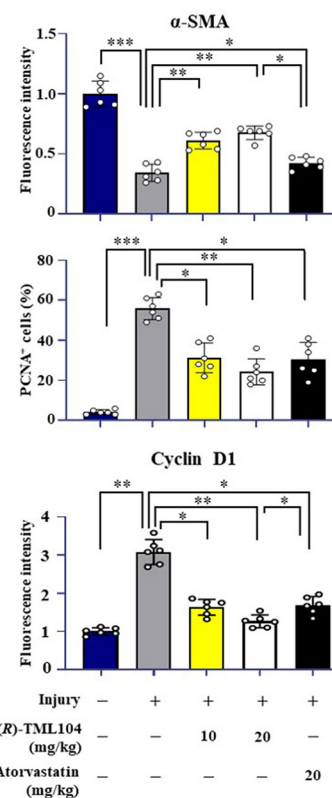 α-SMA
*** * ** * **
Fluorescence intensity
1.5
1.0
0.5
0
*** * ** *
PCNA⁺ cells (%)
80
60
40
20
0
Cyclin D1
** * ** * *
Fluorescence intensity
4
3
2
1
0
Injury – + + + +
(R)-TML104 10 20
(mg/kg) – – –
Atorvastatin
(mg/kg) – – – – 20